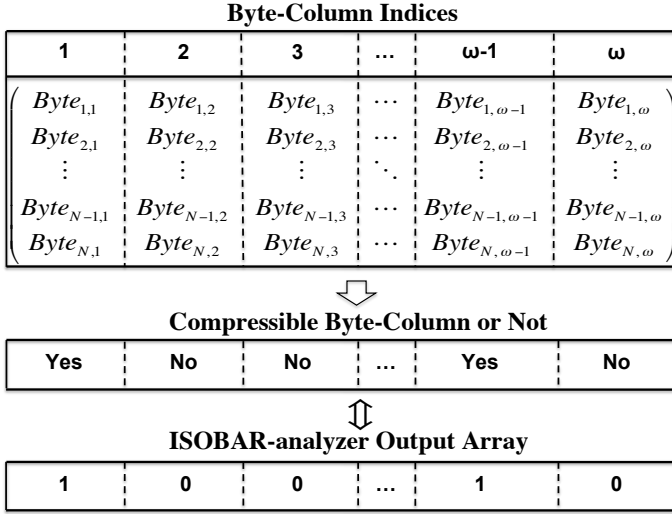 Byte-Column Indices
1 2 3 ... ω-1 ω
Byte1,1 Byte1,2 Byte1,3 ⋯ Byte1,ω−1 Byte1,ω
Byte2,1 Byte2,2 Byte2,3 ⋯ Byte2,ω−1 Byte2,ω
⋮ ⋮ ⋮ ⋱ ⋮ ⋮
ByteN−1,1 ByteN−1,2 ByteN−1,3 ⋯ ByteN−1,ω−1 ByteN−1,ω
ByteN,1 ByteN,2 ByteN,3 ⋯ ByteN,ω−1 ByteN,ω
Compressible Byte-Column or Not
Yes No No ... Yes No
ISOBAR-analyzer Output Array
1 0 0 ... 1 0